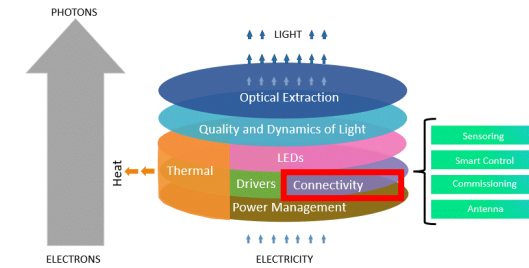 PHOTONS
LIGHT
Optical Extraction
Quality and Dynamics of Light
LEDs
Thermal
Heat
Drivers
Connectivity
Power Management
Sensoring
Smart Control
Commissioning
Antenna
ELECTRONS
ELECTRICITY